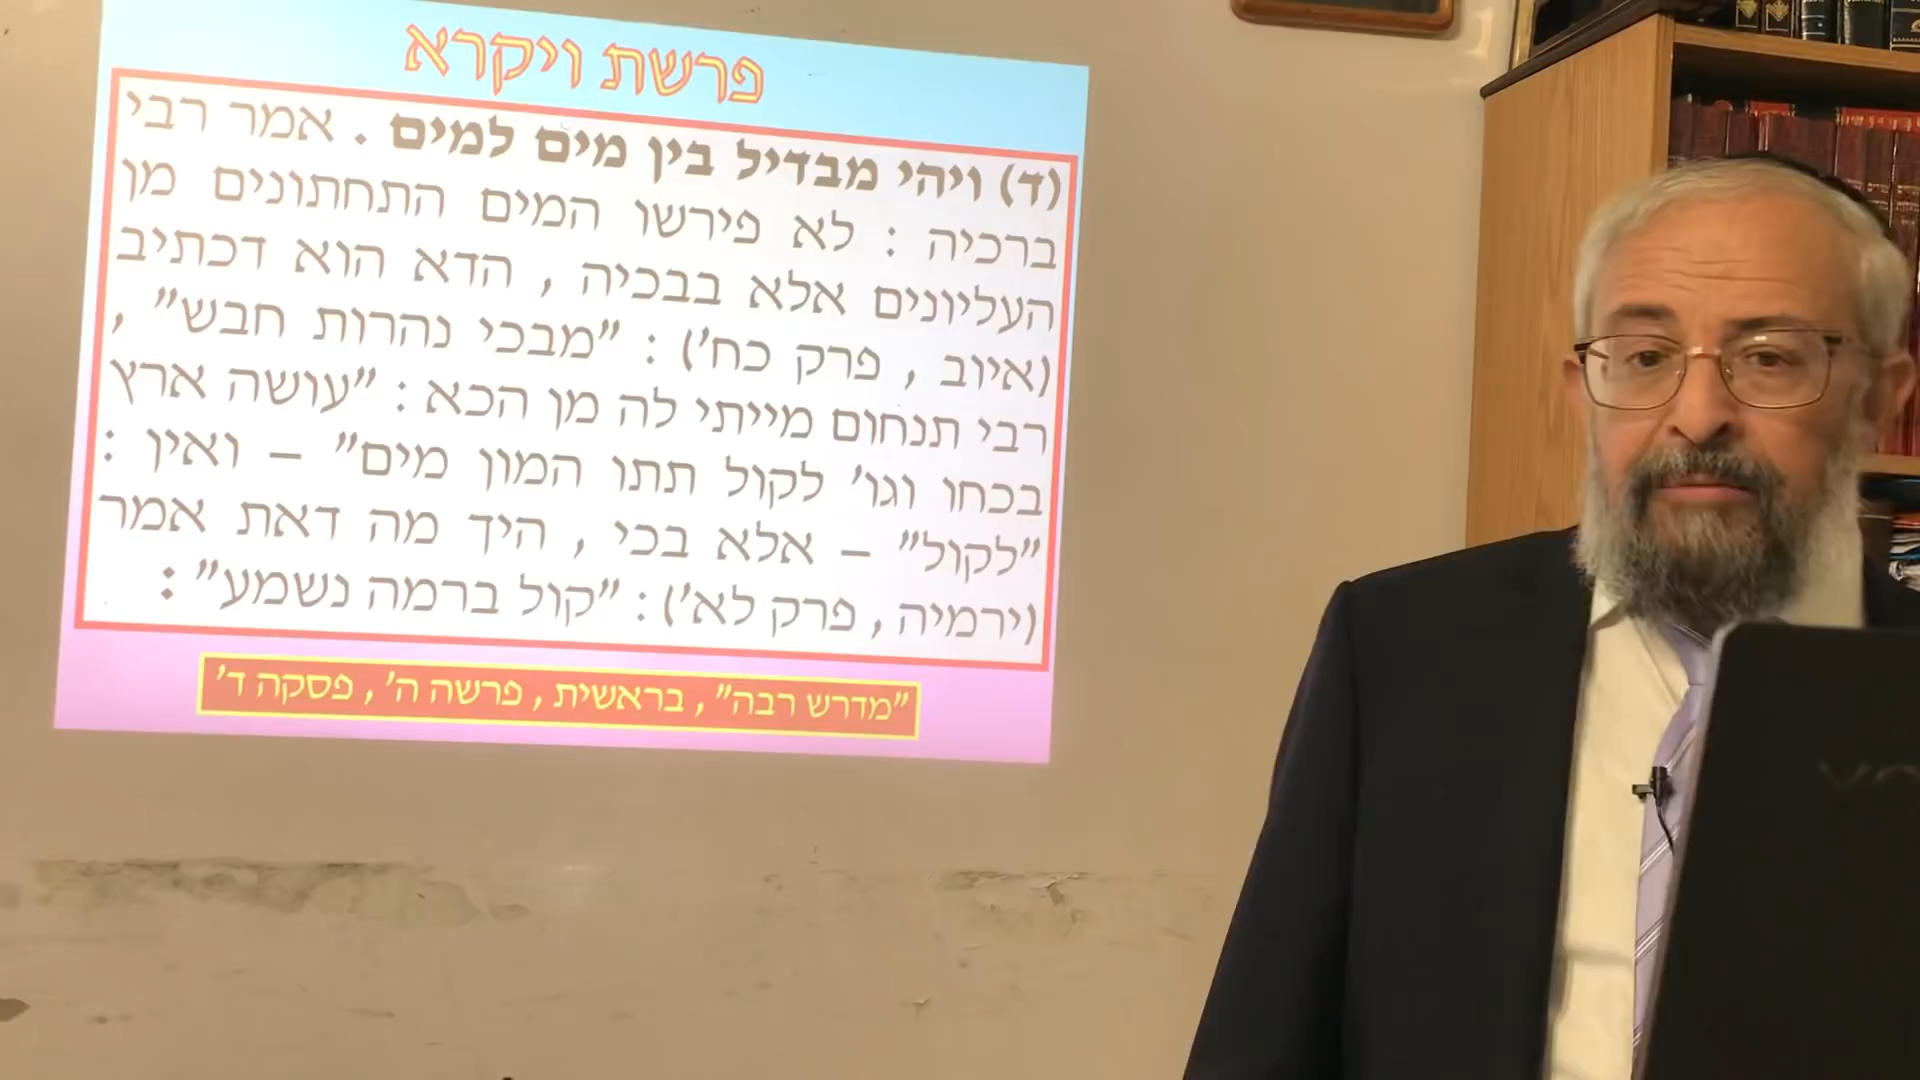 פרשת ויקרא
(ד) ויהי מבדיל בין מים למים . אמר רבי
ברכיה : לא פירשו המים התחתונים מן
העליונים אלא בבכיה , הדא הוא דכתיב
(איוב , פרק כח') : "מבכי נהרות חבש" ,
רבי תנחום מייתי לה מן הכא : "עושה ארץ
בכחו וגו' לקול תתו המון מים" – ואין :
"לקול" – אלא בכי , היך מה דאת אמר
(ירמיה , פרק לא') : "קול ברמה נשמע" :
"מדרש רבה" , בראשית , פרשה ה' , פסקה ד'